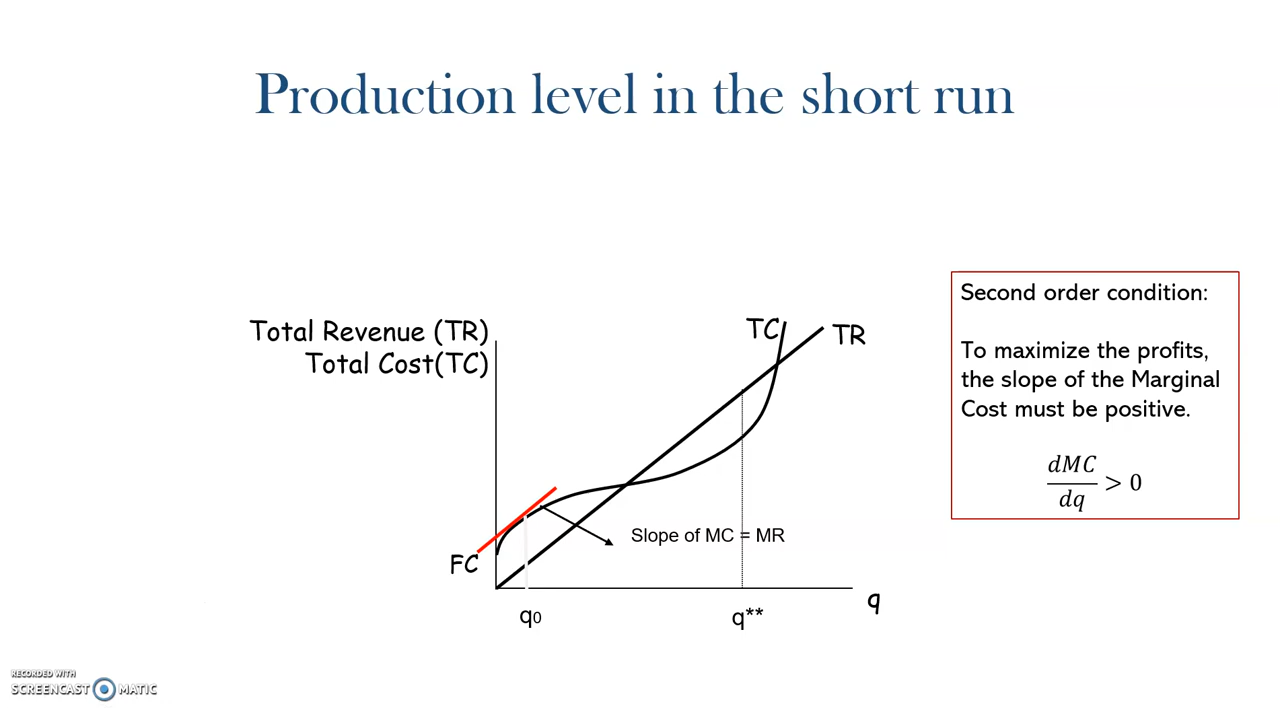 Production level in the short run
Total Revenue (TR)
Total Cost(TC)
TC
TR
FC
Slope of MC = MR
q0
q**
q
Second order condition:
To maximize the profits,
the slope of the Marginal
Cost must be positive.
dMC
dq
> 0
RECORDED WITH
SCREENCAST MATIC